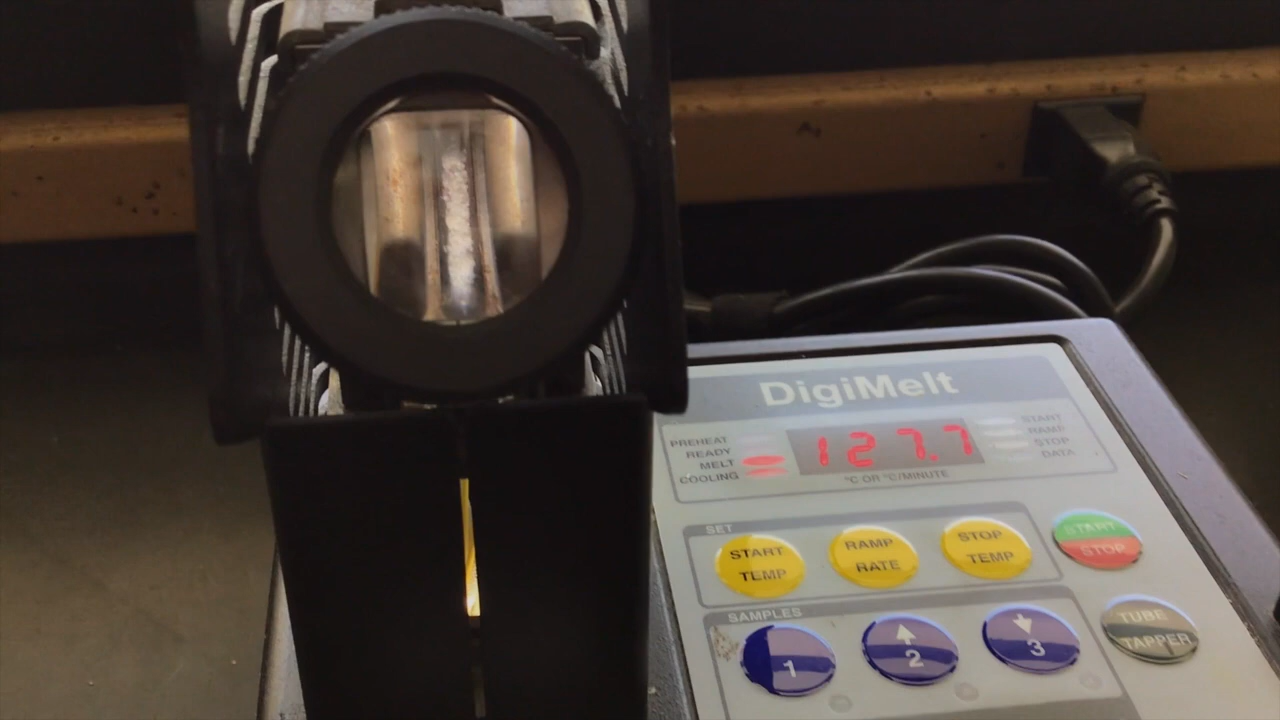 DigiMelt
PREHEAT
READY
MELT
COOLING
127.7
START
RAMP
STOP
DATA
°C OR °C/MINUTE
SET
START
TEMP
RAMP
RATE
STOP
TEMP
START
STOP
SAMPLES
1
2
3
TUBE
TAPPER